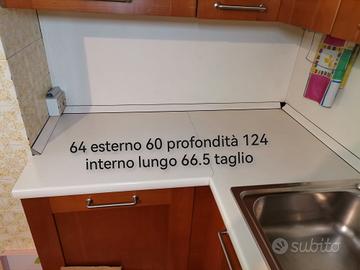 64 esterno 60 profondità 124
interno lungo 66.5 taglio
subito